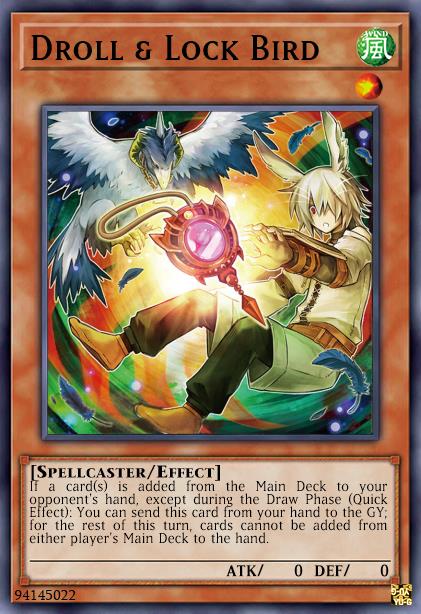 Droll & Lock Bird
WIND
風
[Spellcaster/Effect]
If a card(s) is added from the Main Deck to your
opponent's hand, except during the Draw Phase (Quick
Effect): You can send this card from your hand to the GY;
for the rest of this turn, cards cannot be added from
either player's Main Deck to the hand.
ATK/ 0 DEF/ 0
94145022